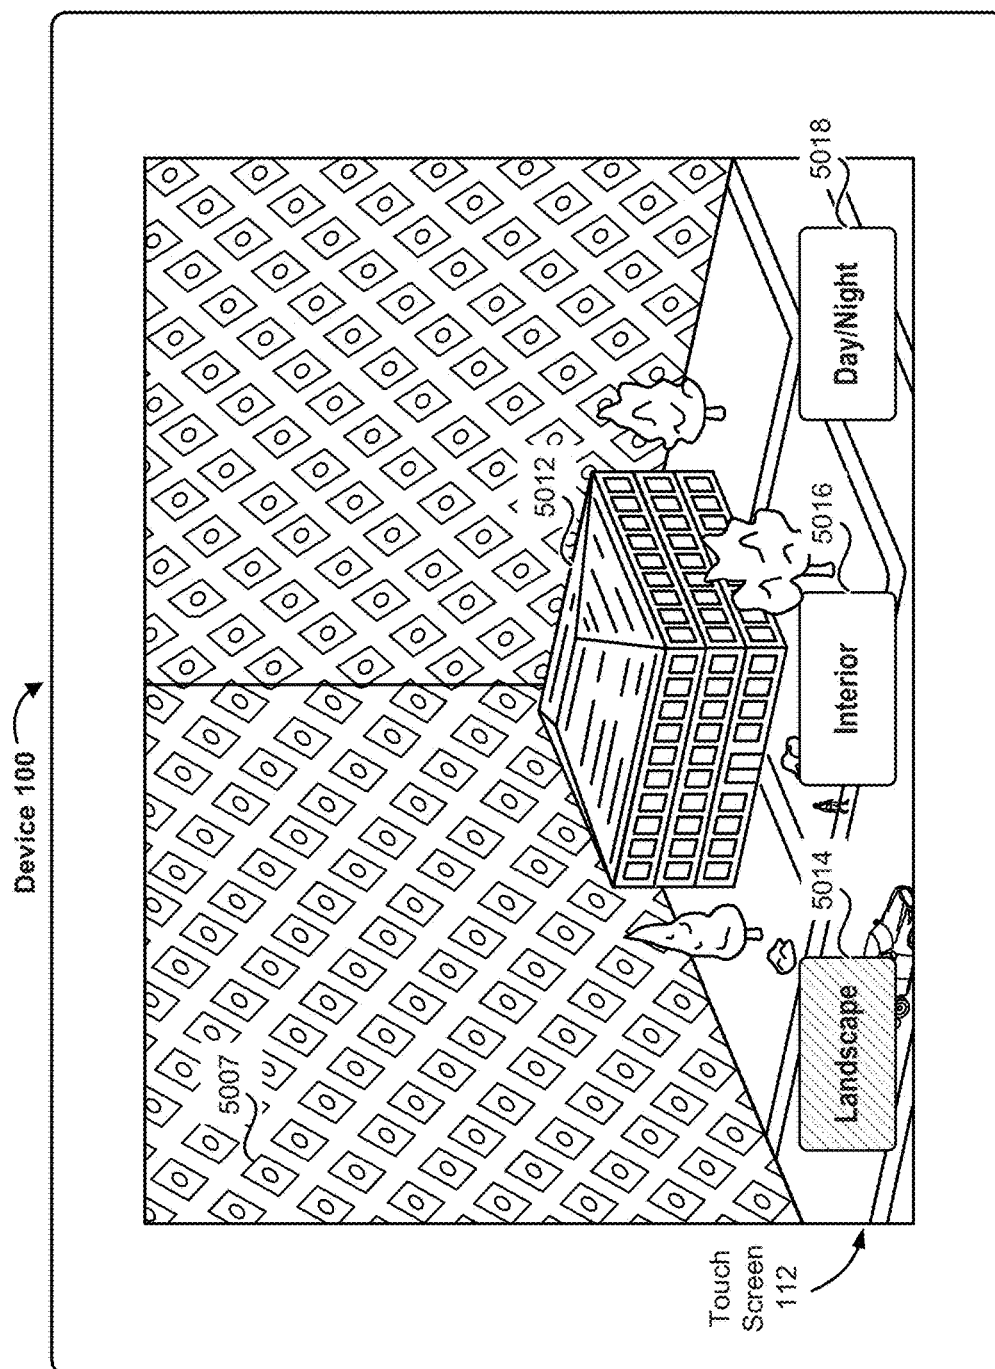 Device 100
5007
5012
5018
5016
5014
Landscape
Interior
Day/Night
Touch
Screen
112